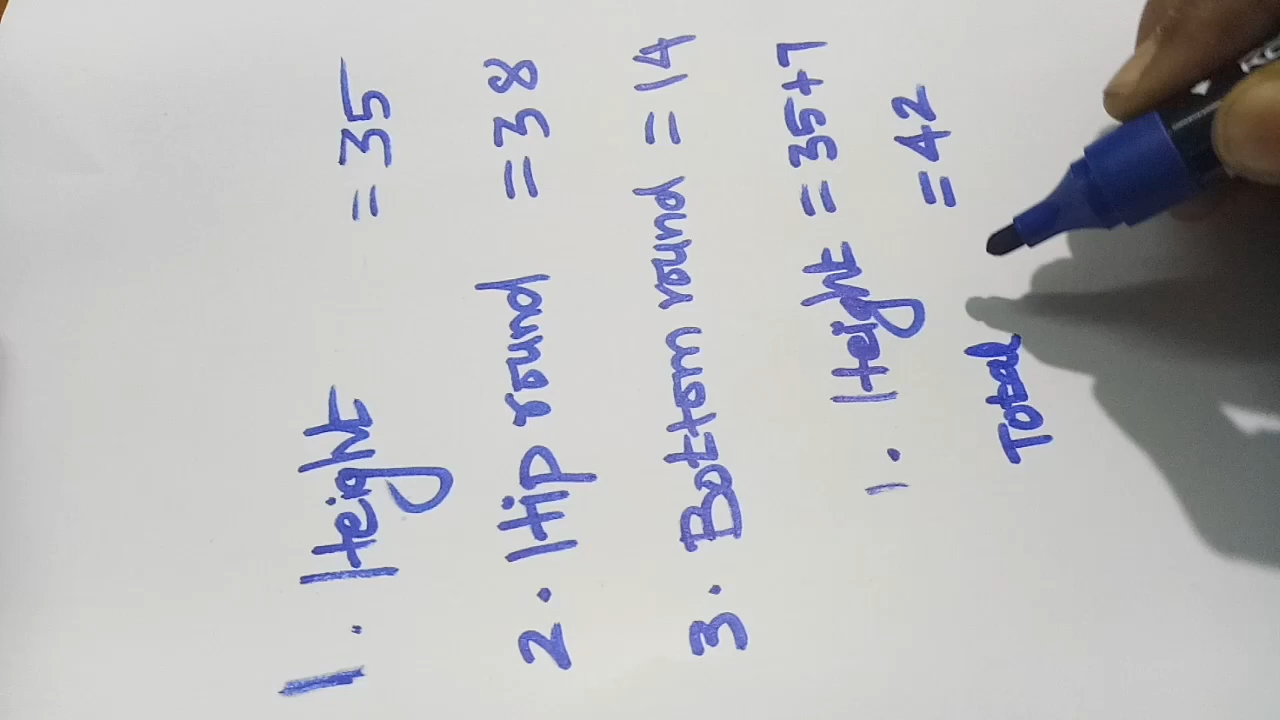 1. Height = 35
2. Hip round = 38
3. Bottom round = 14
1. Height = 35+7
= 42
Total